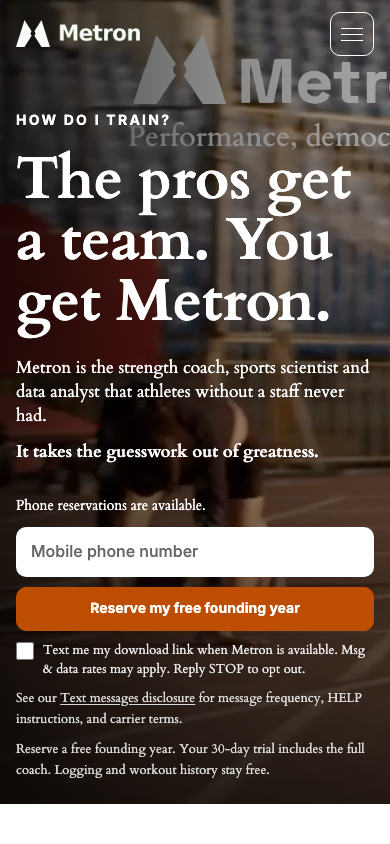 Metron
Metr
Performance, democ
HOW DO I TRAIN?
The pros get
a team. You
get Metron.
Metron is the strength coach, sports scientist and
data analyst that athletes without a staff never
had.
It takes the guesswork out of greatness.
Phone reservations are available.
Mobile phone number
Reserve my free founding year
Text me my download link when Metron is available. Msg
& data rates may apply. Reply STOP to opt out.
See our Text messages disclosure for message frequency, HELP
instructions, and carrier terms.
Reserve a free founding year. Your 30-day trial includes the full
coach. Logging and workout history stay free.